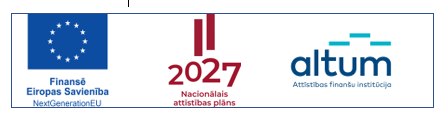 Finansē
Eiropas Savienība
NextGenerationEU
2027
Nacionālais
attīstības plāns
altum
Attīstības finanšu institūcija